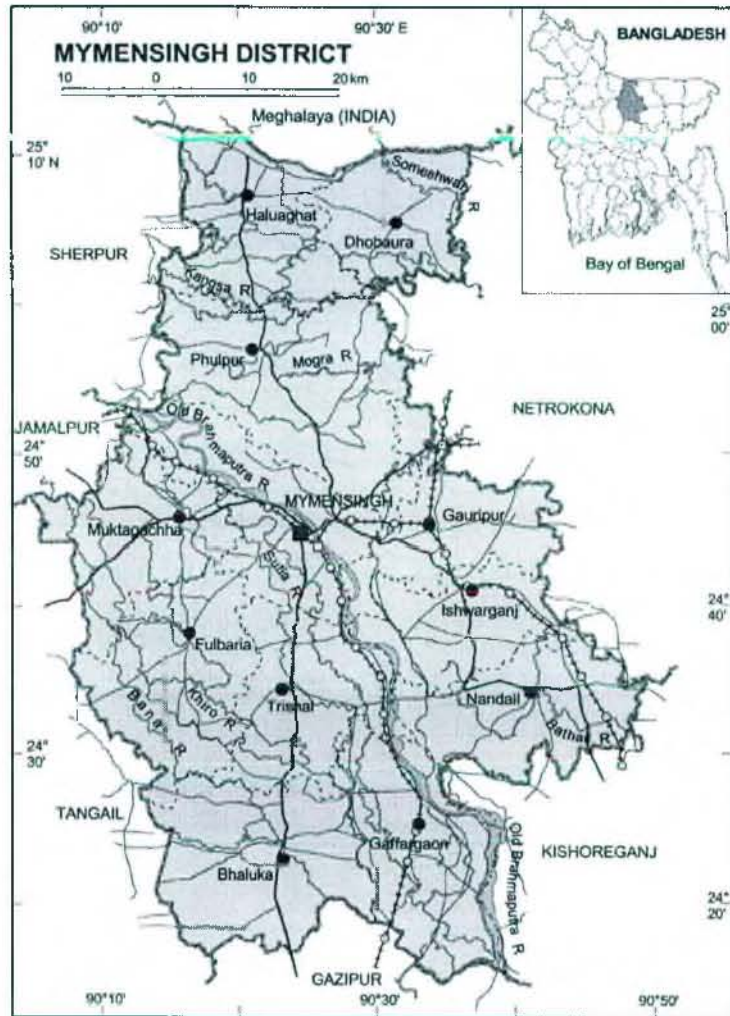 90°10' 90°30' E
MYMENSINGH DISTRICT
10 0 10 20 km
BANGLADESH
Bay of Bengal
Meghalaya (INDIA)
25° 10' N
Someshwari R
Haluaghat
Dhobaura
SHERPUR
Kangsa R
25° 00'
Phulpur
Mogra R
NETROKONA
JAMALPUR
Old Brahmaputra R
24° 50'
MYMENSINGH
Muktagachha
Gauripur
Sutia R
Ishwarganj
24° 40'
Fulbaria
Trishal
Nandail
Khiro R
Banar R
Bathail R
24° 30'
TANGAIL
Gaffargaon
Old Brahmaputra R
KISHOREGANJ
Bhaluka
24° 20'
GAZIPUR
90°10' 90°30' 90°50'